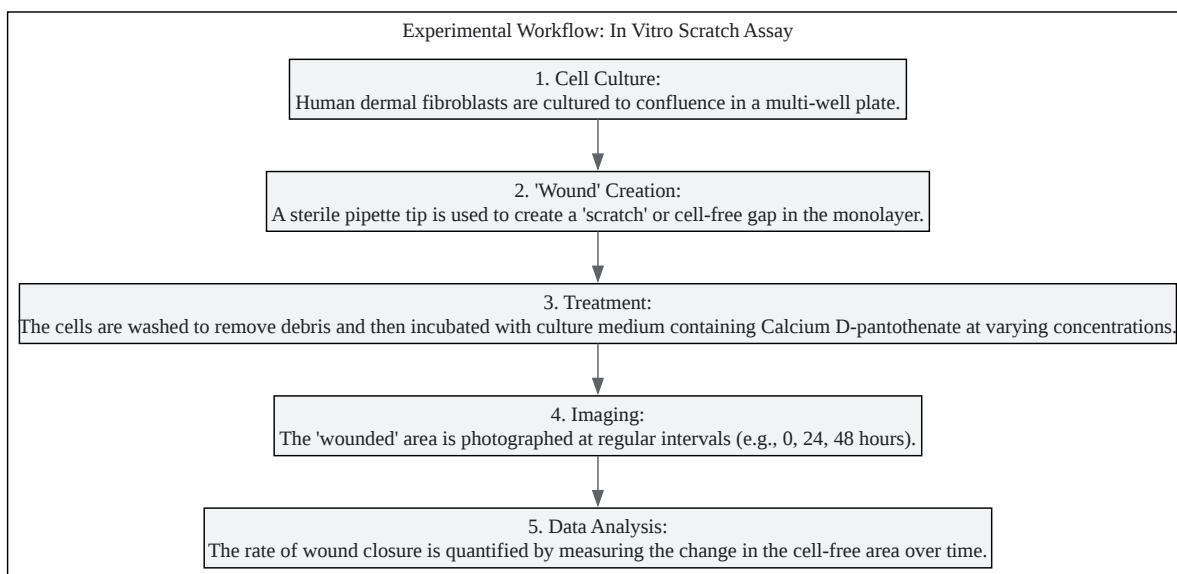 Experimental Workflow: In Vitro Scratch Assay
1. Cell Culture:
Human dermal fibroblasts are cultured to confluence in a multi-well plate.
2. 'Wound' Creation:
A sterile pipette tip is used to create a 'scratch' or cell-free gap in the monolayer.
3. Treatment:
The cells are washed to remove debris and then incubated with culture medium containing Calcium D-pantothenate at varying concentrations.
4. Imaging:
The 'wounded' area is photographed at regular intervals (e.g., 0, 24, 48 hours).
5. Data Analysis:
The rate of wound closure is quantified by measuring the change in the cell-free area over time.